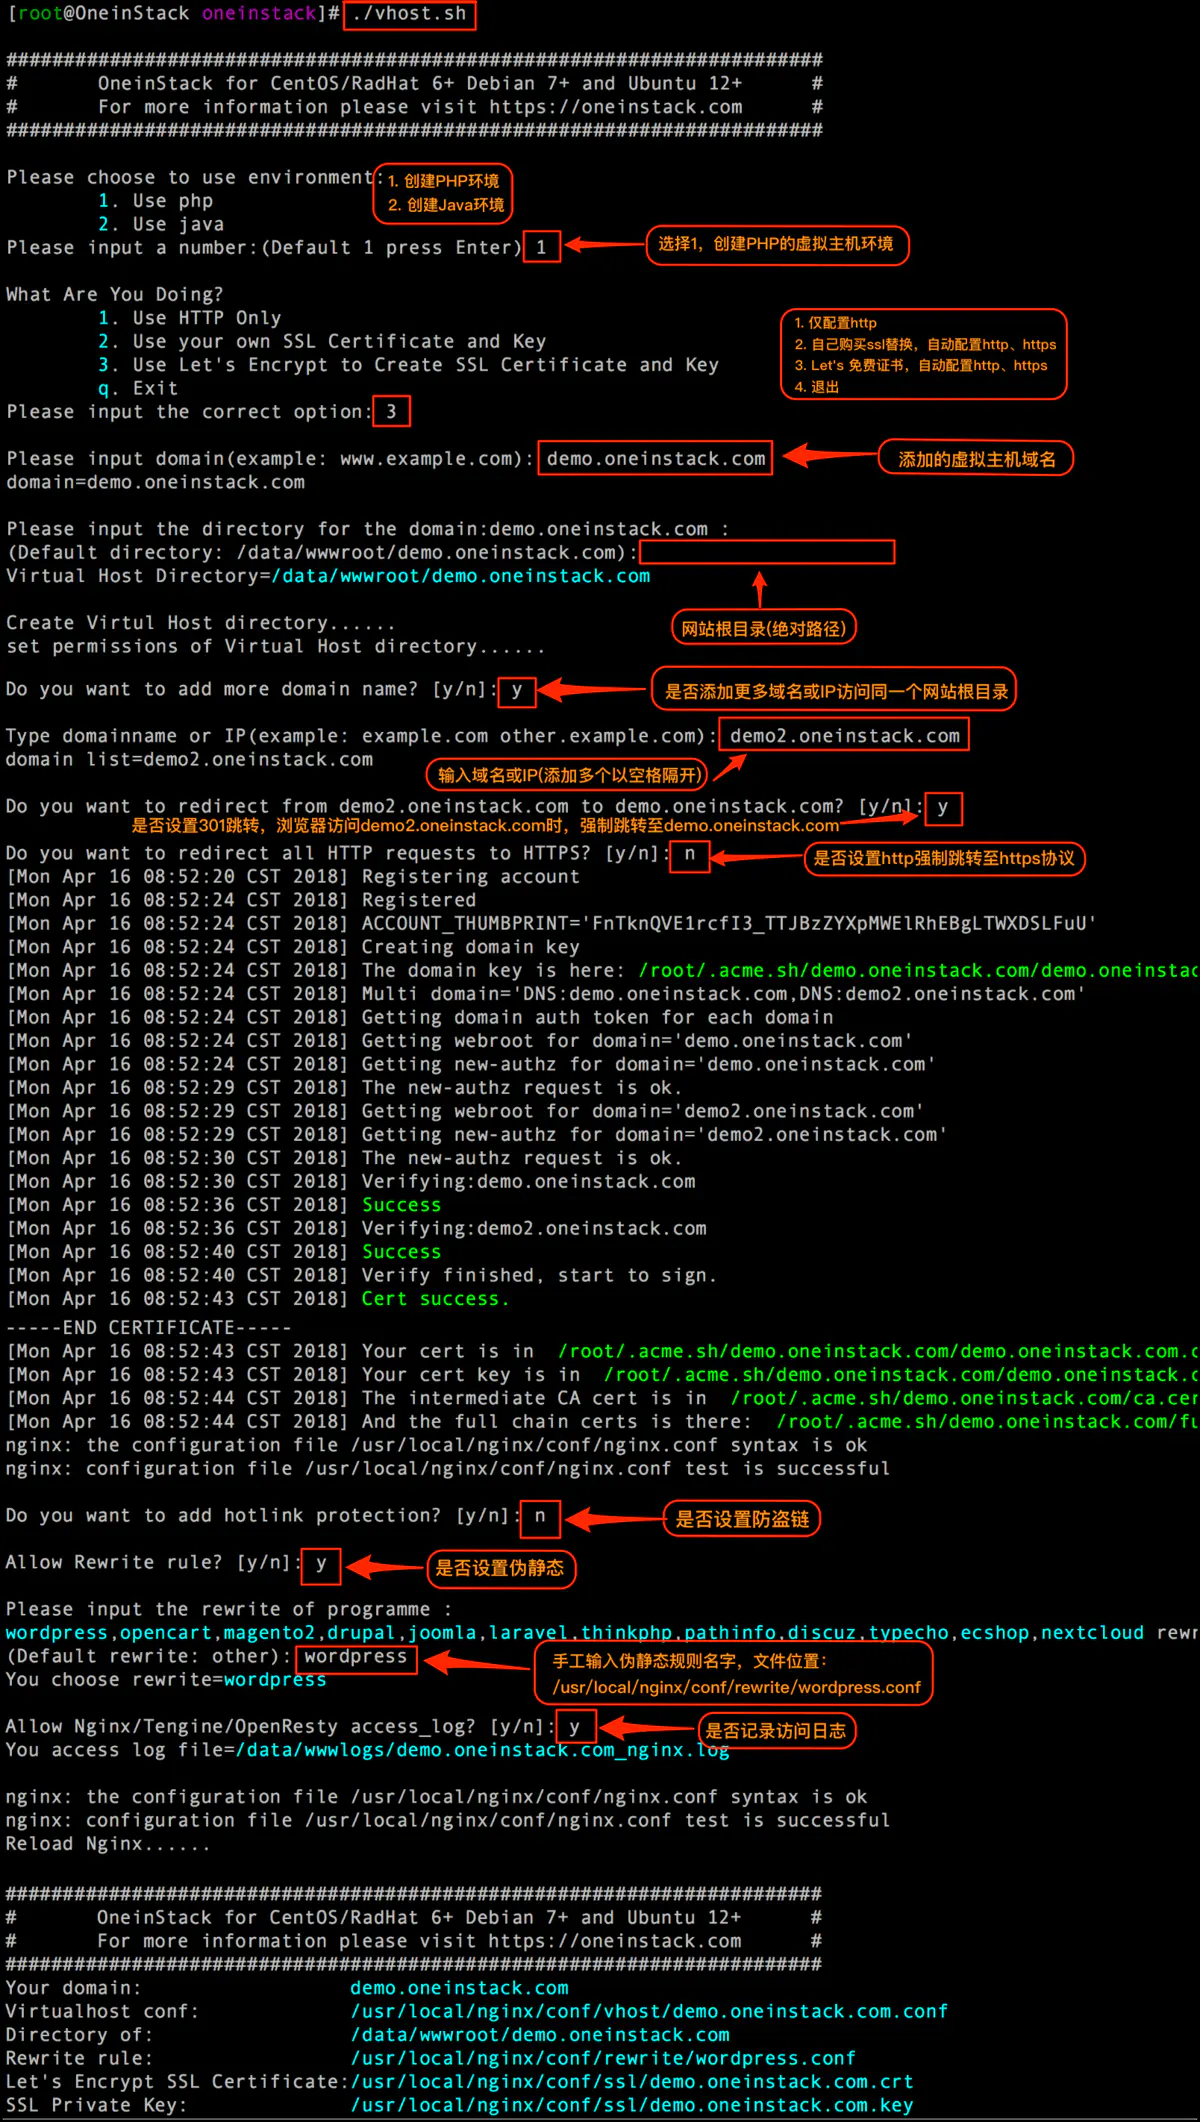 [root@OneinStack oneinstack]# ./vhost.sh
#######################################################################
#       OneinStack for CentOS/RadHat 6+ Debian 7+ and Ubuntu 12+      #
#       For more information please visit https://oneinstack.com      #
#######################################################################
Please choose to use environment:
1. 创建PHP环境
2. 创建Java环境
1. Use php
2. Use java
Please input a number:(Default 1 press Enter) 1
选择1，创建PHP的虚拟主机环境
What Are You Doing?
1. Use HTTP Only
2. Use your own SSL Certificate and Key
3. Use Let's Encrypt to Create SSL Certificate and Key
q. Exit
1. 仅配置http
2. 自己购买ssl替换，自动配置http、https
3. Let's 免费证书，自动配置http、https
4. 退出
Please input the correct option: 3
Please input domain(example: www.example.com): demo.oneinstack.com
添加的虚拟主机域名
domain=demo.oneinstack.com
Please input the directory for the domain:demo.oneinstack.com :
(Default directory: /data/wwwroot/demo.oneinstack.com):
Virtual Host Directory=/data/wwwroot/demo.oneinstack.com
网站根目录(绝对路径)
Create Virtul Host directory......
set permissions of Virtual Host directory......
Do you want to add more domain name? [y/n]: y
是否添加更多域名或IP访问同一个网站根目录
Type domainname or IP(example: example.com other.example.com): demo2.oneinstack.com
domain list=demo2.oneinstack.com
输入域名或IP(添加多个以空格隔开)
Do you want to redirect from demo2.oneinstack.com to demo.oneinstack.com? [y/n]: y
是否设置301跳转，浏览器访问demo2.oneinstack.com时，强制跳转至demo.oneinstack.com
Do you want to redirect all HTTP requests to HTTPS? [y/n]: n
是否设置http强制跳转至https协议
[Mon Apr 16 08:52:20 CST 2018] Registering account
[Mon Apr 16 08:52:24 CST 2018] Registered
[Mon Apr 16 08:52:24 CST 2018] ACCOUNT_THUMBPRINT='FnTknQVE1rcfI3_TTJBzZYXpMWElRhEBgLTWXDSLFuU'
[Mon Apr 16 08:52:24 CST 2018] Creating domain key
[Mon Apr 16 08:52:24 CST 2018] The domain key is here: /root/.acme.sh/demo.oneinstack.com/demo.oneinstac
[Mon Apr 16 08:52:24 CST 2018] Multi domain='DNS:demo.oneinstack.com,DNS:demo2.oneinstack.com'
[Mon Apr 16 08:52:24 CST 2018] Getting domain auth token for each domain
[Mon Apr 16 08:52:24 CST 2018] Getting webroot for domain='demo.oneinstack.com'
[Mon Apr 16 08:52:24 CST 2018] Getting new-authz for domain='demo.oneinstack.com'
[Mon Apr 16 08:52:29 CST 2018] The new-authz request is ok.
[Mon Apr 16 08:52:29 CST 2018] Getting webroot for domain='demo2.oneinstack.com'
[Mon Apr 16 08:52:29 CST 2018] Getting new-authz for domain='demo2.oneinstack.com'
[Mon Apr 16 08:52:30 CST 2018] The new-authz request is ok.
[Mon Apr 16 08:52:30 CST 2018] Verifying:demo.oneinstack.com
[Mon Apr 16 08:52:36 CST 2018] Success
[Mon Apr 16 08:52:36 CST 2018] Verifying:demo2.oneinstack.com
[Mon Apr 16 08:52:40 CST 2018] Success
[Mon Apr 16 08:52:40 CST 2018] Verify finished, start to sign.
[Mon Apr 16 08:52:43 CST 2018] Cert success.
-----END CERTIFICATE-----
[Mon Apr 16 08:52:43 CST 2018] Your cert is in  /root/.acme.sh/demo.oneinstack.com/demo.oneinstack.com.c
[Mon Apr 16 08:52:43 CST 2018] Your cert key is in  /root/.acme.sh/demo.oneinstack.com/demo.oneinstack.c
[Mon Apr 16 08:52:44 CST 2018] The intermediate CA cert is in  /root/.acme.sh/demo.oneinstack.com/ca.cer
[Mon Apr 16 08:52:44 CST 2018] And the full chain certs is there:  /root/.acme.sh/demo.oneinstack.com/fu
nginx: the configuration file /usr/local/nginx/conf/nginx.conf syntax is ok
nginx: configuration file /usr/local/nginx/conf/nginx.conf test is successful
Do you want to add hotlink protection? [y/n]: n
是否设置防盗链
Allow Rewrite rule? [y/n]: y
是否设置伪静态
Please input the rewrite of programme :
wordpress,opencart,magento2,drupal,joomla,laravel,thinkphp,pathinfo,discuz,typecho,ecshop,nextcloud rewr
(Default rewrite: other): wordpress
手工输入伪静态规则名字，文件位置：
/usr/local/nginx/conf/rewrite/wordpress.conf
You choose rewrite=wordpress
Allow Nginx/Tengine/OpenResty access_log? [y/n]: y
是否记录访问日志
You access log file=/data/wwwlogs/demo.oneinstack.com_nginx.log
nginx: the configuration file /usr/local/nginx/conf/nginx.conf syntax is ok
nginx: configuration file /usr/local/nginx/conf/nginx.conf test is successful
Reload Nginx......
#######################################################################
#       OneinStack for CentOS/RadHat 6+ Debian 7+ and Ubuntu 12+      #
#       For more information please visit https://oneinstack.com      #
#######################################################################
Your domain: demo.oneinstack.com
Virtualhost conf: /usr/local/nginx/conf/vhost/demo.oneinstack.com.conf
Directory of: /data/wwwroot/demo.oneinstack.com
Rewrite rule: /usr/local/nginx/conf/rewrite/wordpress.conf
Let's Encrypt SSL Certificate:/usr/local/nginx/conf/ssl/demo.oneinstack.com.crt
SSL Private Key: /usr/local/nginx/conf/ssl/demo.oneinstack.com.key